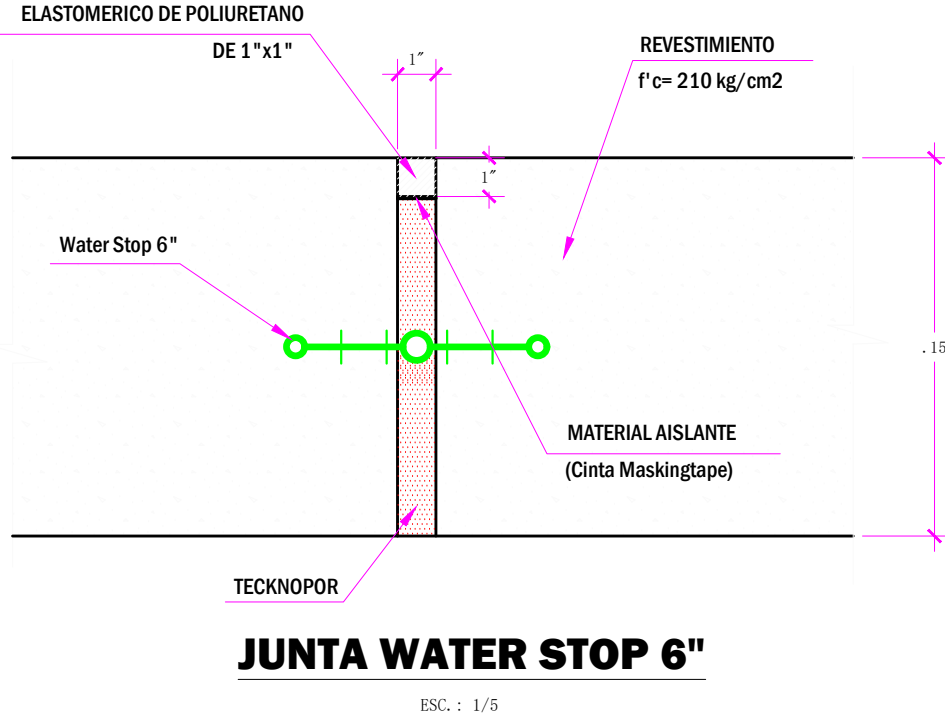 ELASTOMERICO DE POLIURETANO
DE 1"x1"
1"
REVESTIMIENTO
f'c= 210 kg/cm2
1"
Water Stop 6"
.15
MATERIAL AISLANTE
(Cinta Maskingtape)
TECKNOPOR
JUNTA WATER STOP 6"
ESC.: 1/5